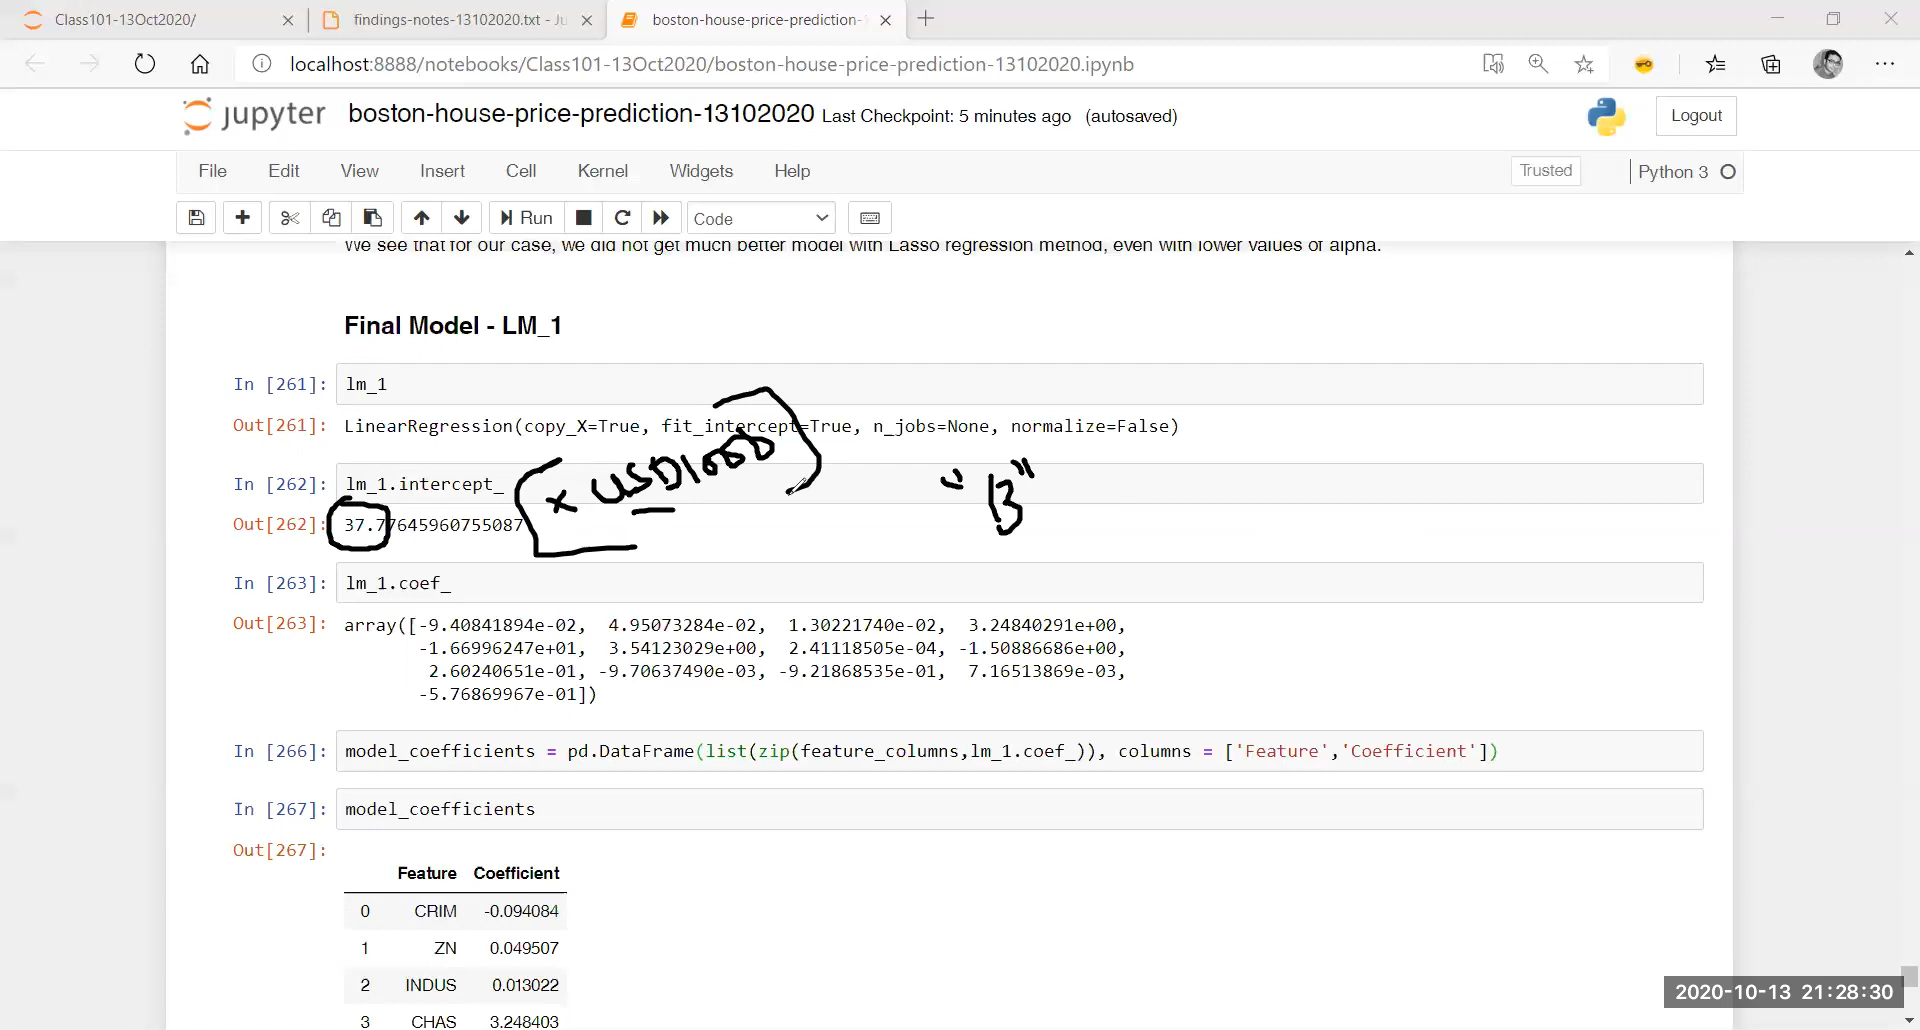 Class101-13Oct2020/
findings-notes-13102020.txt - Ju
boston-house-price-prediction-
localhost:8888/notebooks/Class101-13Oct2020/boston-house-price-prediction-13102020.ipynb
jupyter boston-house-price-prediction-13102020 Last Checkpoint: 5 minutes ago (autosaved)
Logout
File Edit View Insert Cell Kernel Widgets Help
Trusted Python 3
Run Code
We see that for our case, we did not get much better model with Lasso regression method, even with lower values of alpha.
Final Model - LM_1
In [261]: lm_1
Out[261]: LinearRegression(copy_X=True, fit_intercept=True, n_jobs=None, normalize=False)
In [262]: lm_1.intercept_
x USD1000
"B"
Out[262]: 37.77645960755087
In [263]: lm_1.coef_
Out[263]: array([-9.40841894e-02, 4.95073284e-02, 1.30221740e-02, 3.24840291e+00,
-1.66996247e+01, 3.54123029e+00, 2.41118505e-04, -1.50886686e+00,
2.60240651e-01, -9.70637490e-03, -9.21868535e-01, 7.16513869e-03,
-5.76869967e-01])
In [266]: model_coefficients = pd.DataFrame(list(zip(feature_columns,lm_1.coef_)), columns = ['Feature','Coefficient'])
In [267]: model_coefficients
Out[267]:
Feature Coefficient
0 CRIM -0.094084
1 ZN 0.049507
2 INDUS 0.013022
3 CHAS 3.248403
2020-10-13 21:28:30